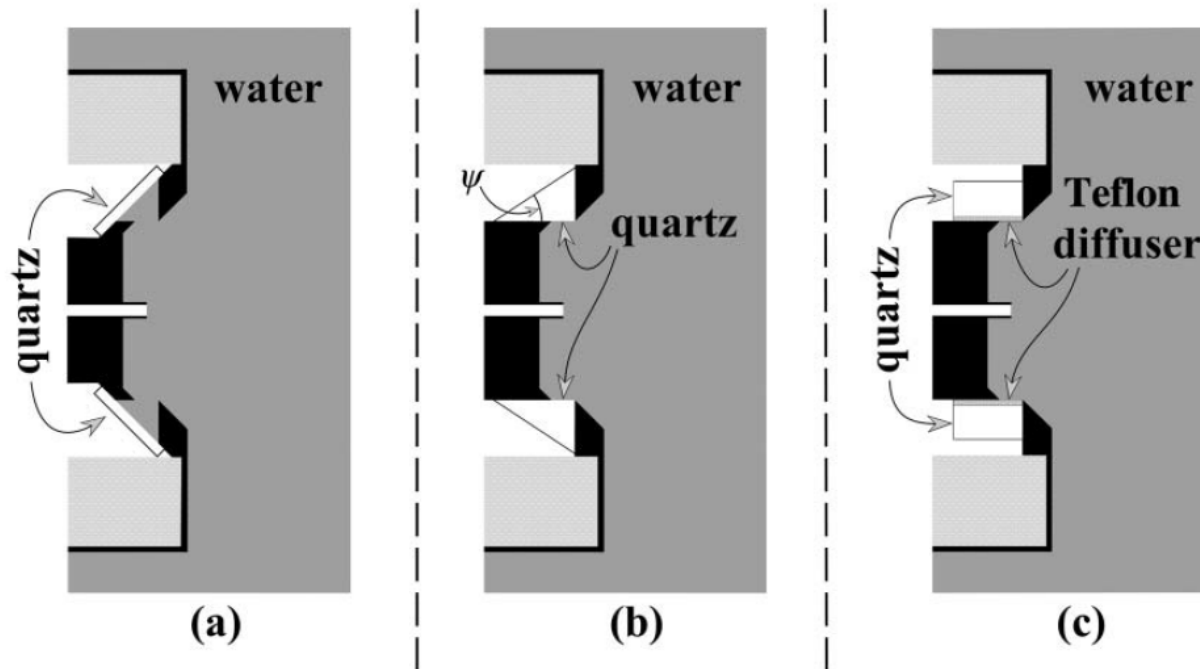 water
quartz
(a)
water
ψ
quartz
(b)
water
Teflon
diffuser
quartz
(c)